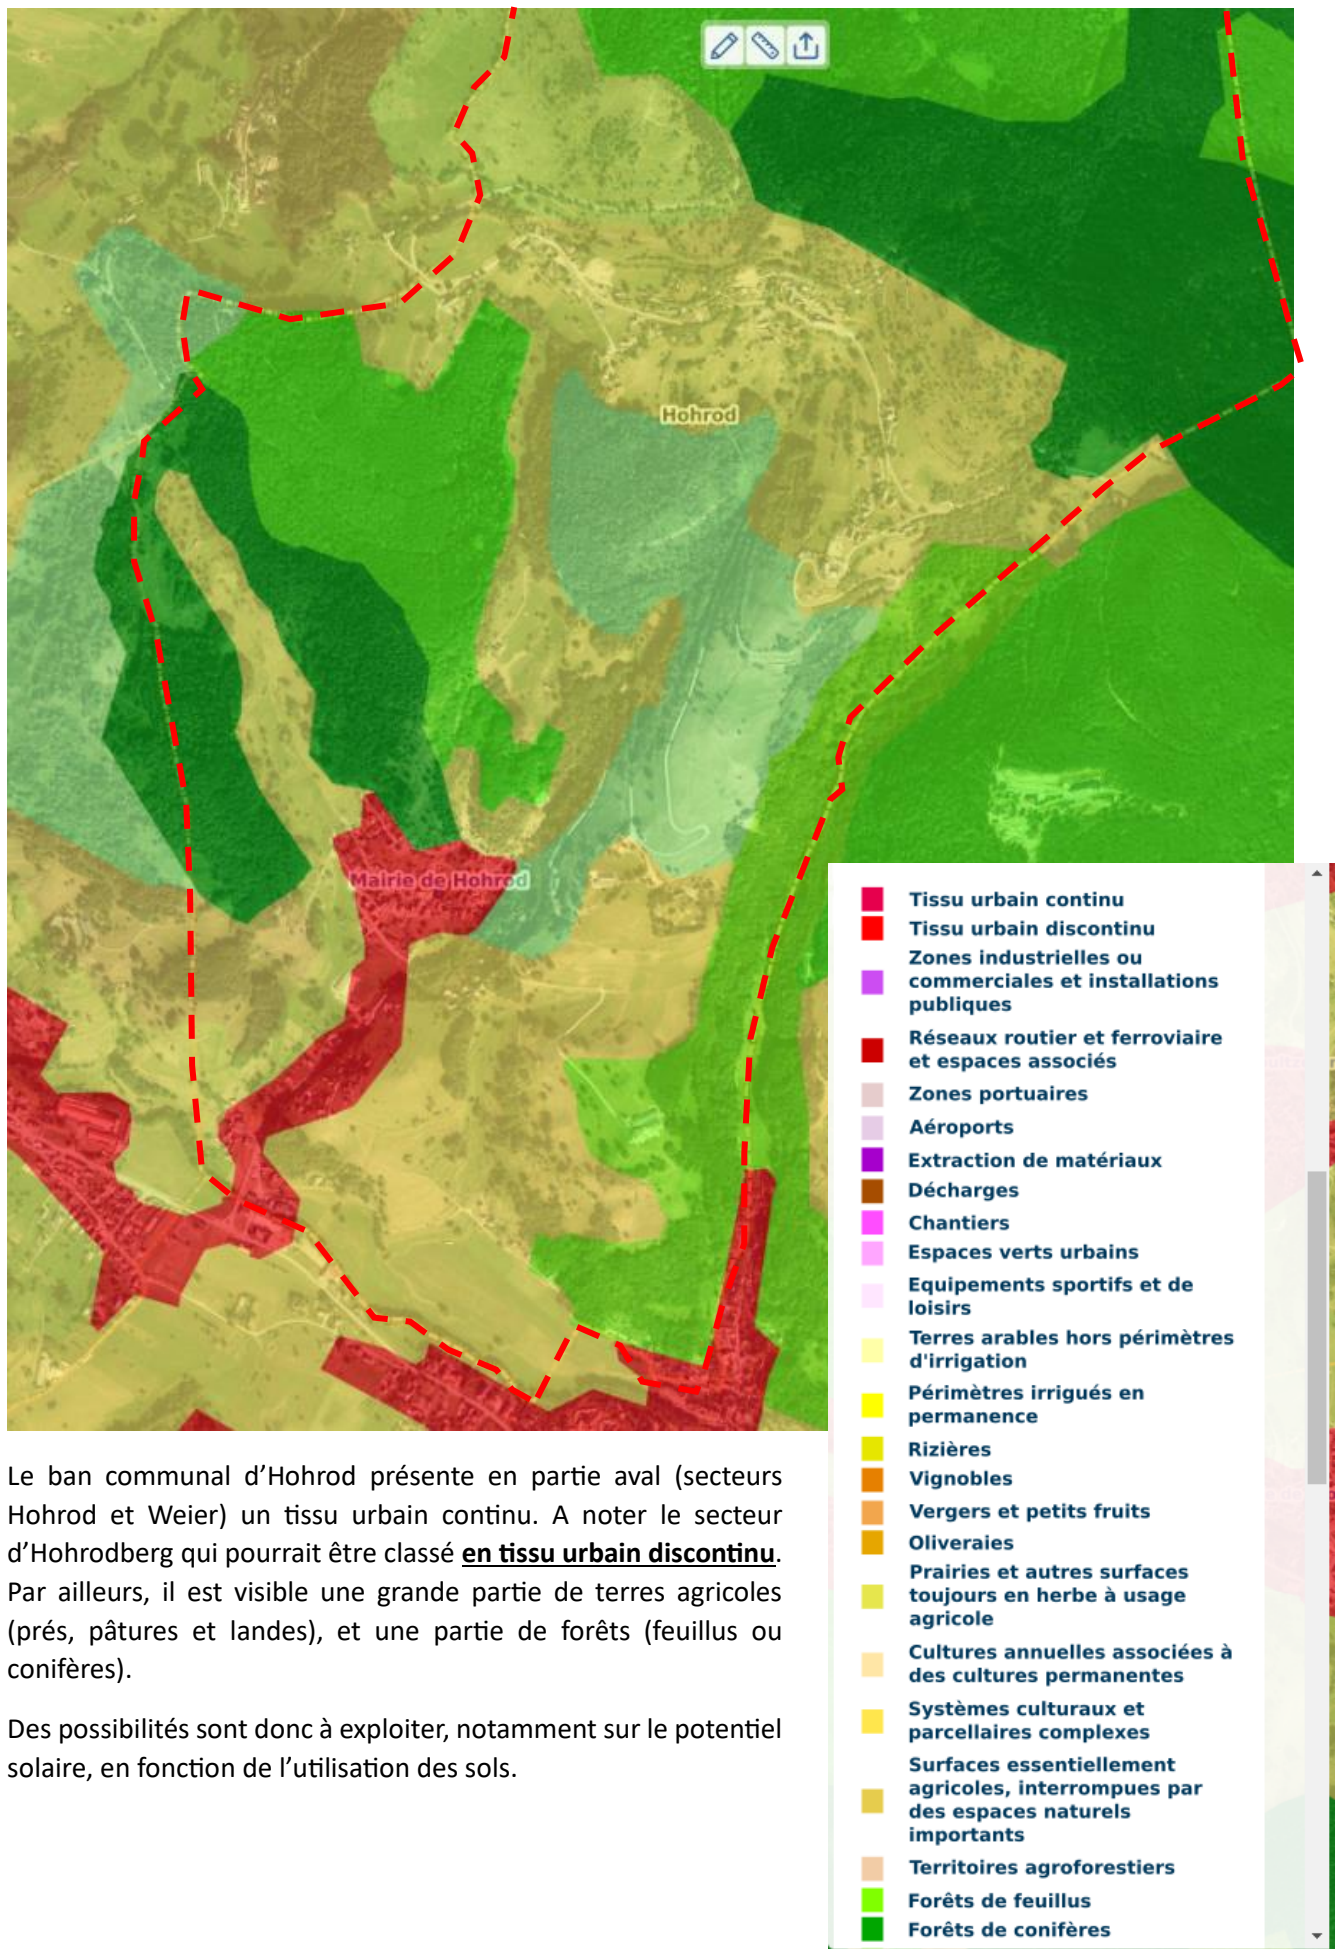 Hohrod
Mairie de Hohrod
Tissu urbain continu
Tissu urbain discontinu
Zones industrielles ou
commerciales et installations
publiques
Réseaux routier et ferroviaire
et espaces associés
Zones portuaires
Aéroports
Extraction de matériaux
Décharges
Chantiers
Espaces verts urbains
Equipements sportifs et de
loisirs
Terres arables hors périmètres
d'irrigation
Périmètres irrigués en
permanence
Rizières
Vignobles
Vergers et petits fruits
Oliveraies
Prairies et autres surfaces
toujours en herbe à usage
agricole
Cultures annuelles associées à
des cultures permanentes
Systèmes culturaux et
parcellaires complexes
Surfaces essentiellement
agricoles, interrompues par
des espaces naturels
importants
Territoires agroforestiers
Forêts de feuillus
Forêts de conifères
Le ban communal d’Hohrod présente en partie aval (secteurs
Hohrod et Weier) un tissu urbain continu. A noter le secteur
d’Hohrodberg qui pourrait être classé en tissu urbain discontinu.
Par ailleurs, il est visible une grande partie de terres agricoles
(prés, pâtures et landes), et une partie de forêts (feuillus ou
conifères).
Des possibilités sont donc à exploiter, notamment sur le potentiel
solaire, en fonction de l’utilisation des sols.